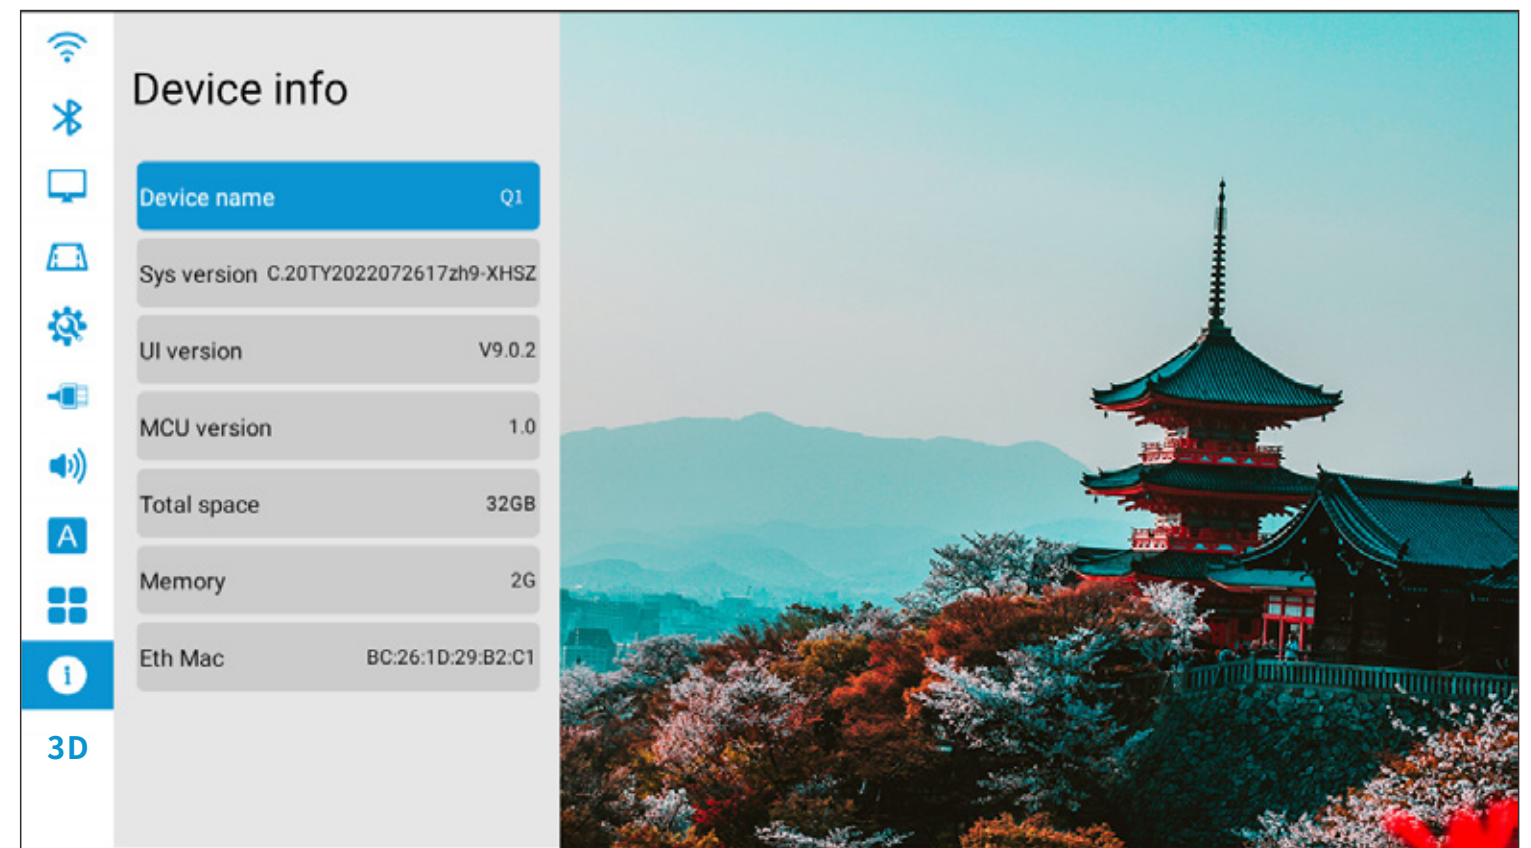 Device info
Device name Q1
Sys version C.20TY2022072617zh9-XHSZ
UI version V9.0.2
MCU version 1.0
Total space 32GB
Memory 2G
Eth Mac BC:26:1D:29:B2:C1
A
i
3D